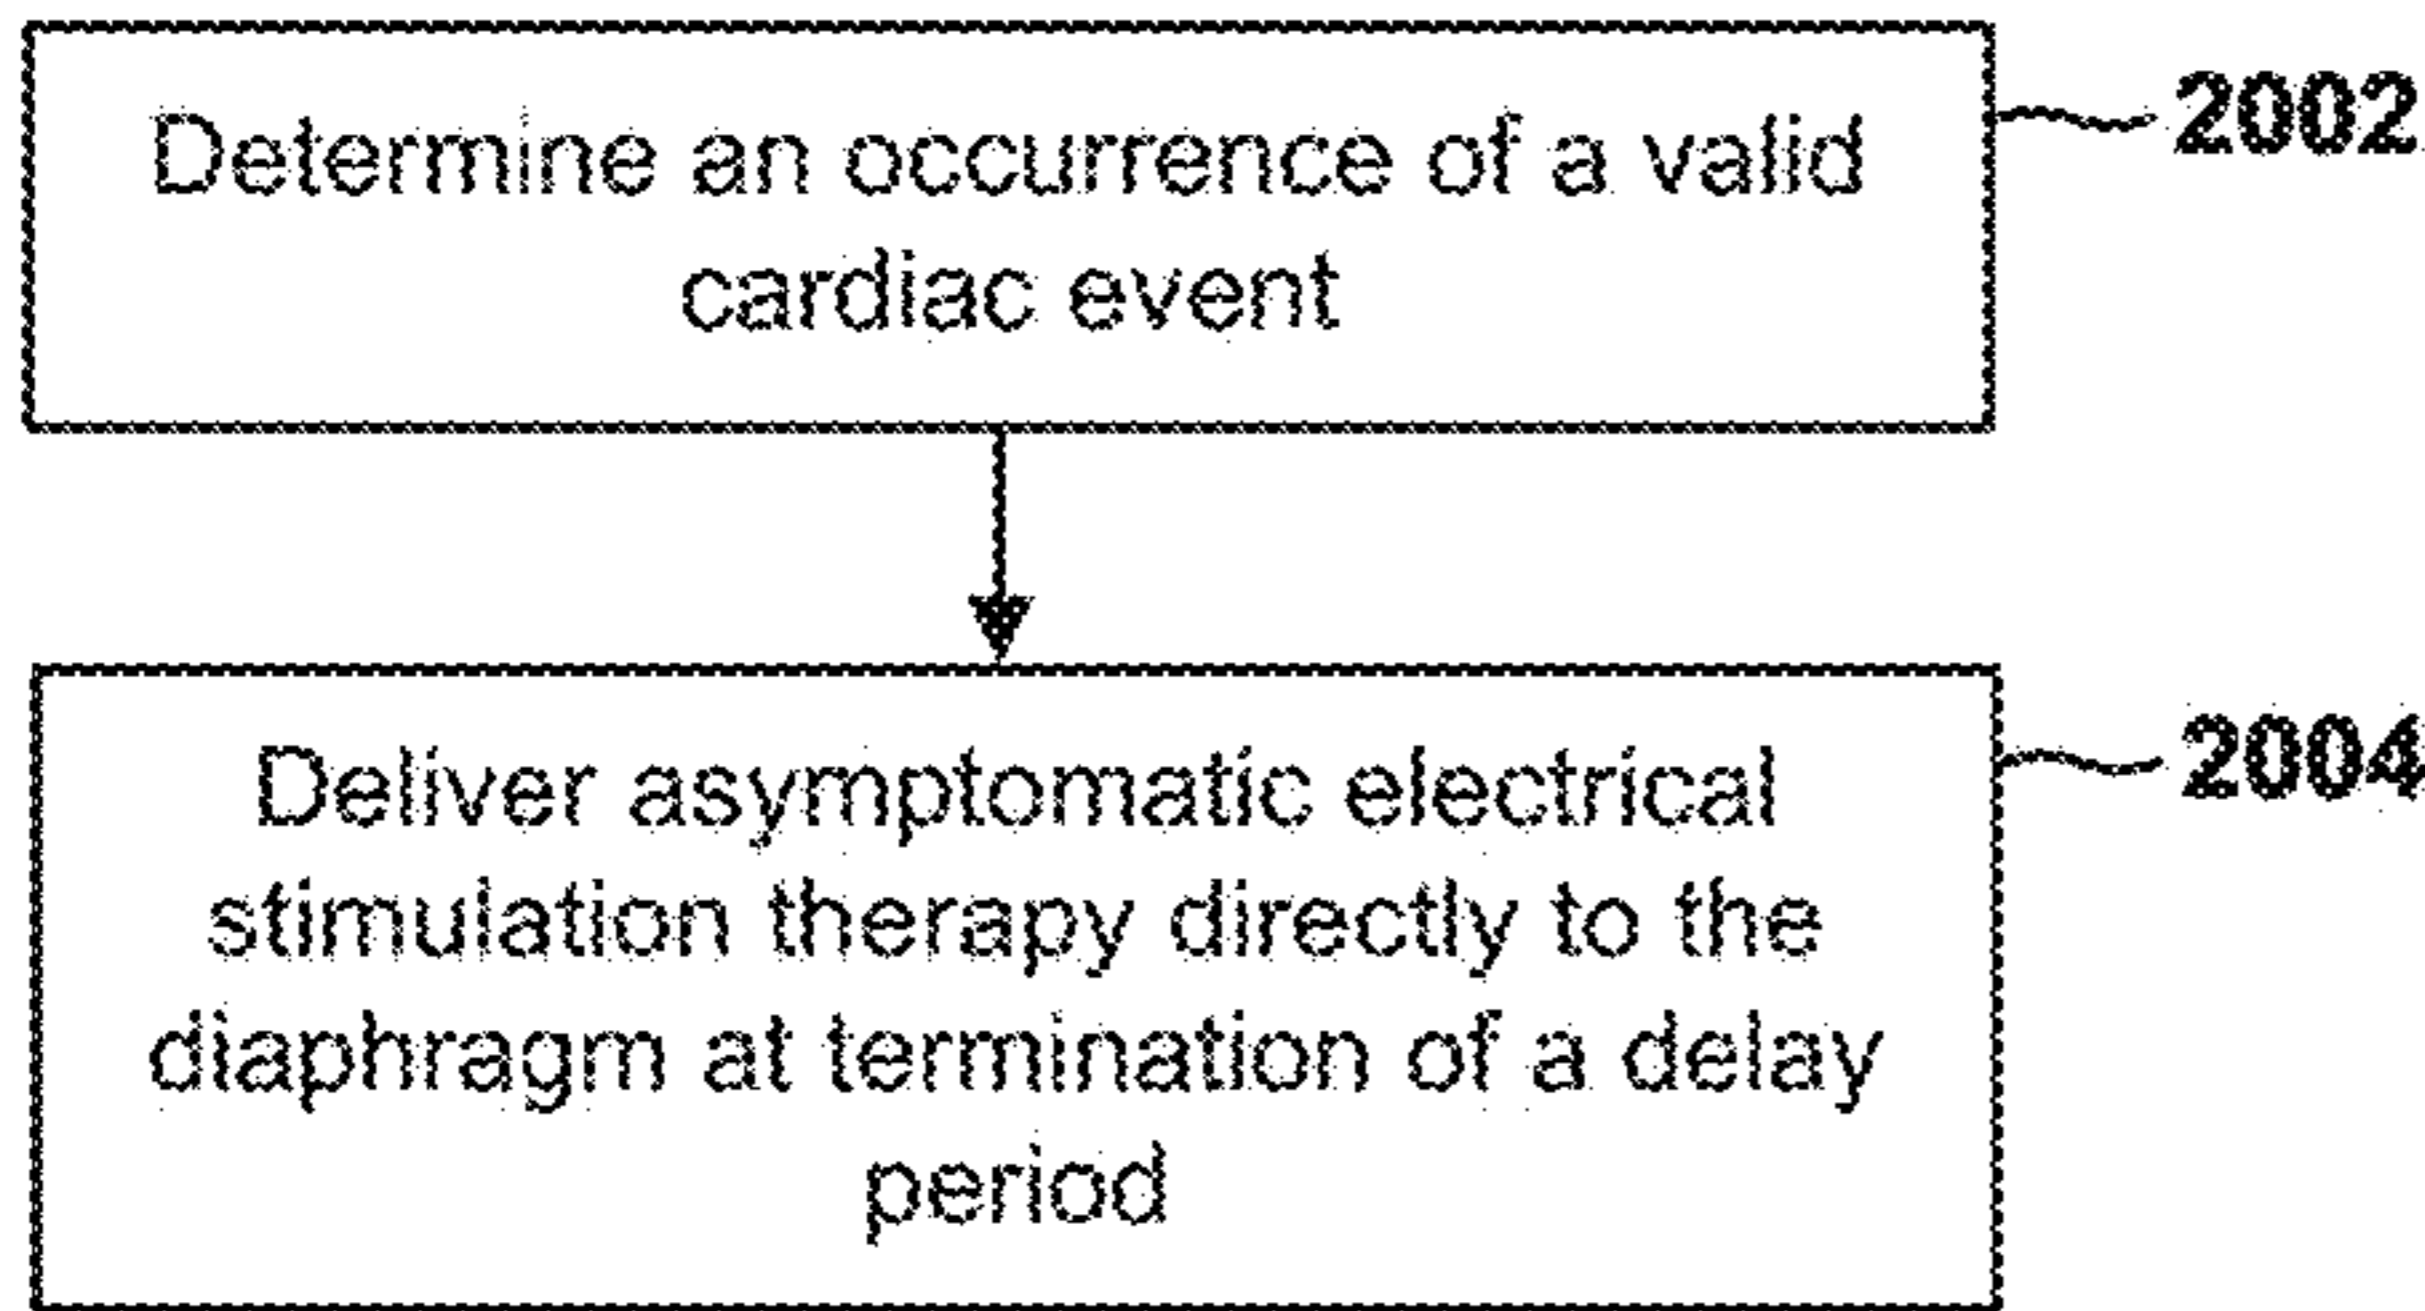 Determine an occurrence of a valid
cardiac event
2002
Deliver asymptomatic electrical
stimulation therapy directly to the
diaphragm at termination of a delay
period
2004